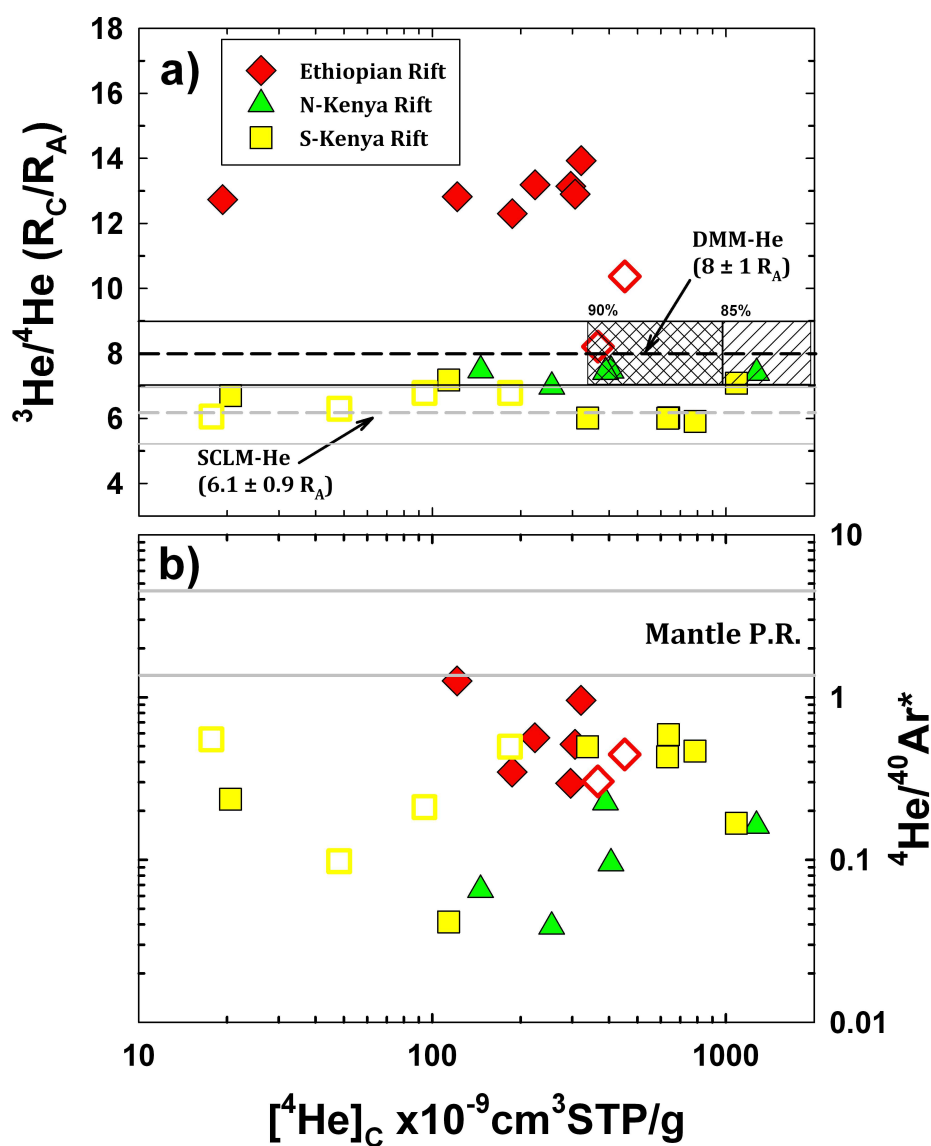 a)
Ethiopian Rift
N-Kenya Rift
S-Kenya Rift
18
16
14
12
10
8
6
4
³He/⁴He (R_C/R_A)
DMM-He
(8 ± 1 R_A)
90%
85%
SCLM-He
(6.1 ± 0.9 R_A)
b)
Mantle P.R.
10
1
0.1
0.01
⁴He/⁴⁰Ar*
10
100
1000
[⁴He]_C x10⁻⁹cm³STP/g